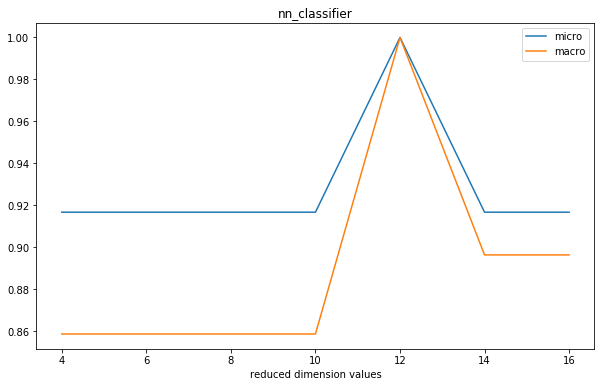 nn_classifier
1.00
0.98
0.96
0.94
0.92
0.90
0.88
0.86
micro
macro
4 6 8 10 12 14 16
reduced dimension values